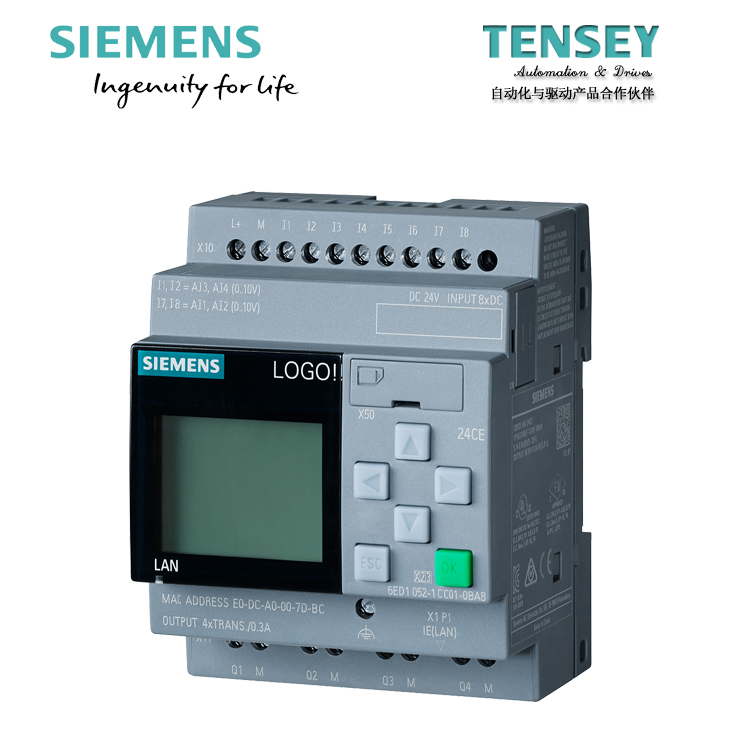 SIEMENS
Ingenuity for life
TENSEY
Automation & Drives
自动化与驱动产品合作伙伴
L+ M I1 I2 I3 I4 I5 I6 I7 I8
X10
I1, I2 = AI3, AI4 (0..10V)
I7, I8 = AI1, AI2 (0..10V)
DC 24V INPUT 8xDC
SIEMENS
LOGO!
X50
24CE
SIEMENS
ESC
OK
LAN
6ED1 052-1CC01-0BA8
MAC ADDRESS E0-DC-A0-00-7D-BC
X1 P1
OUTPUT 4xTRANS./0.3A
IE(LAN)
X11
Q1 M Q2 M Q3 M Q4 M